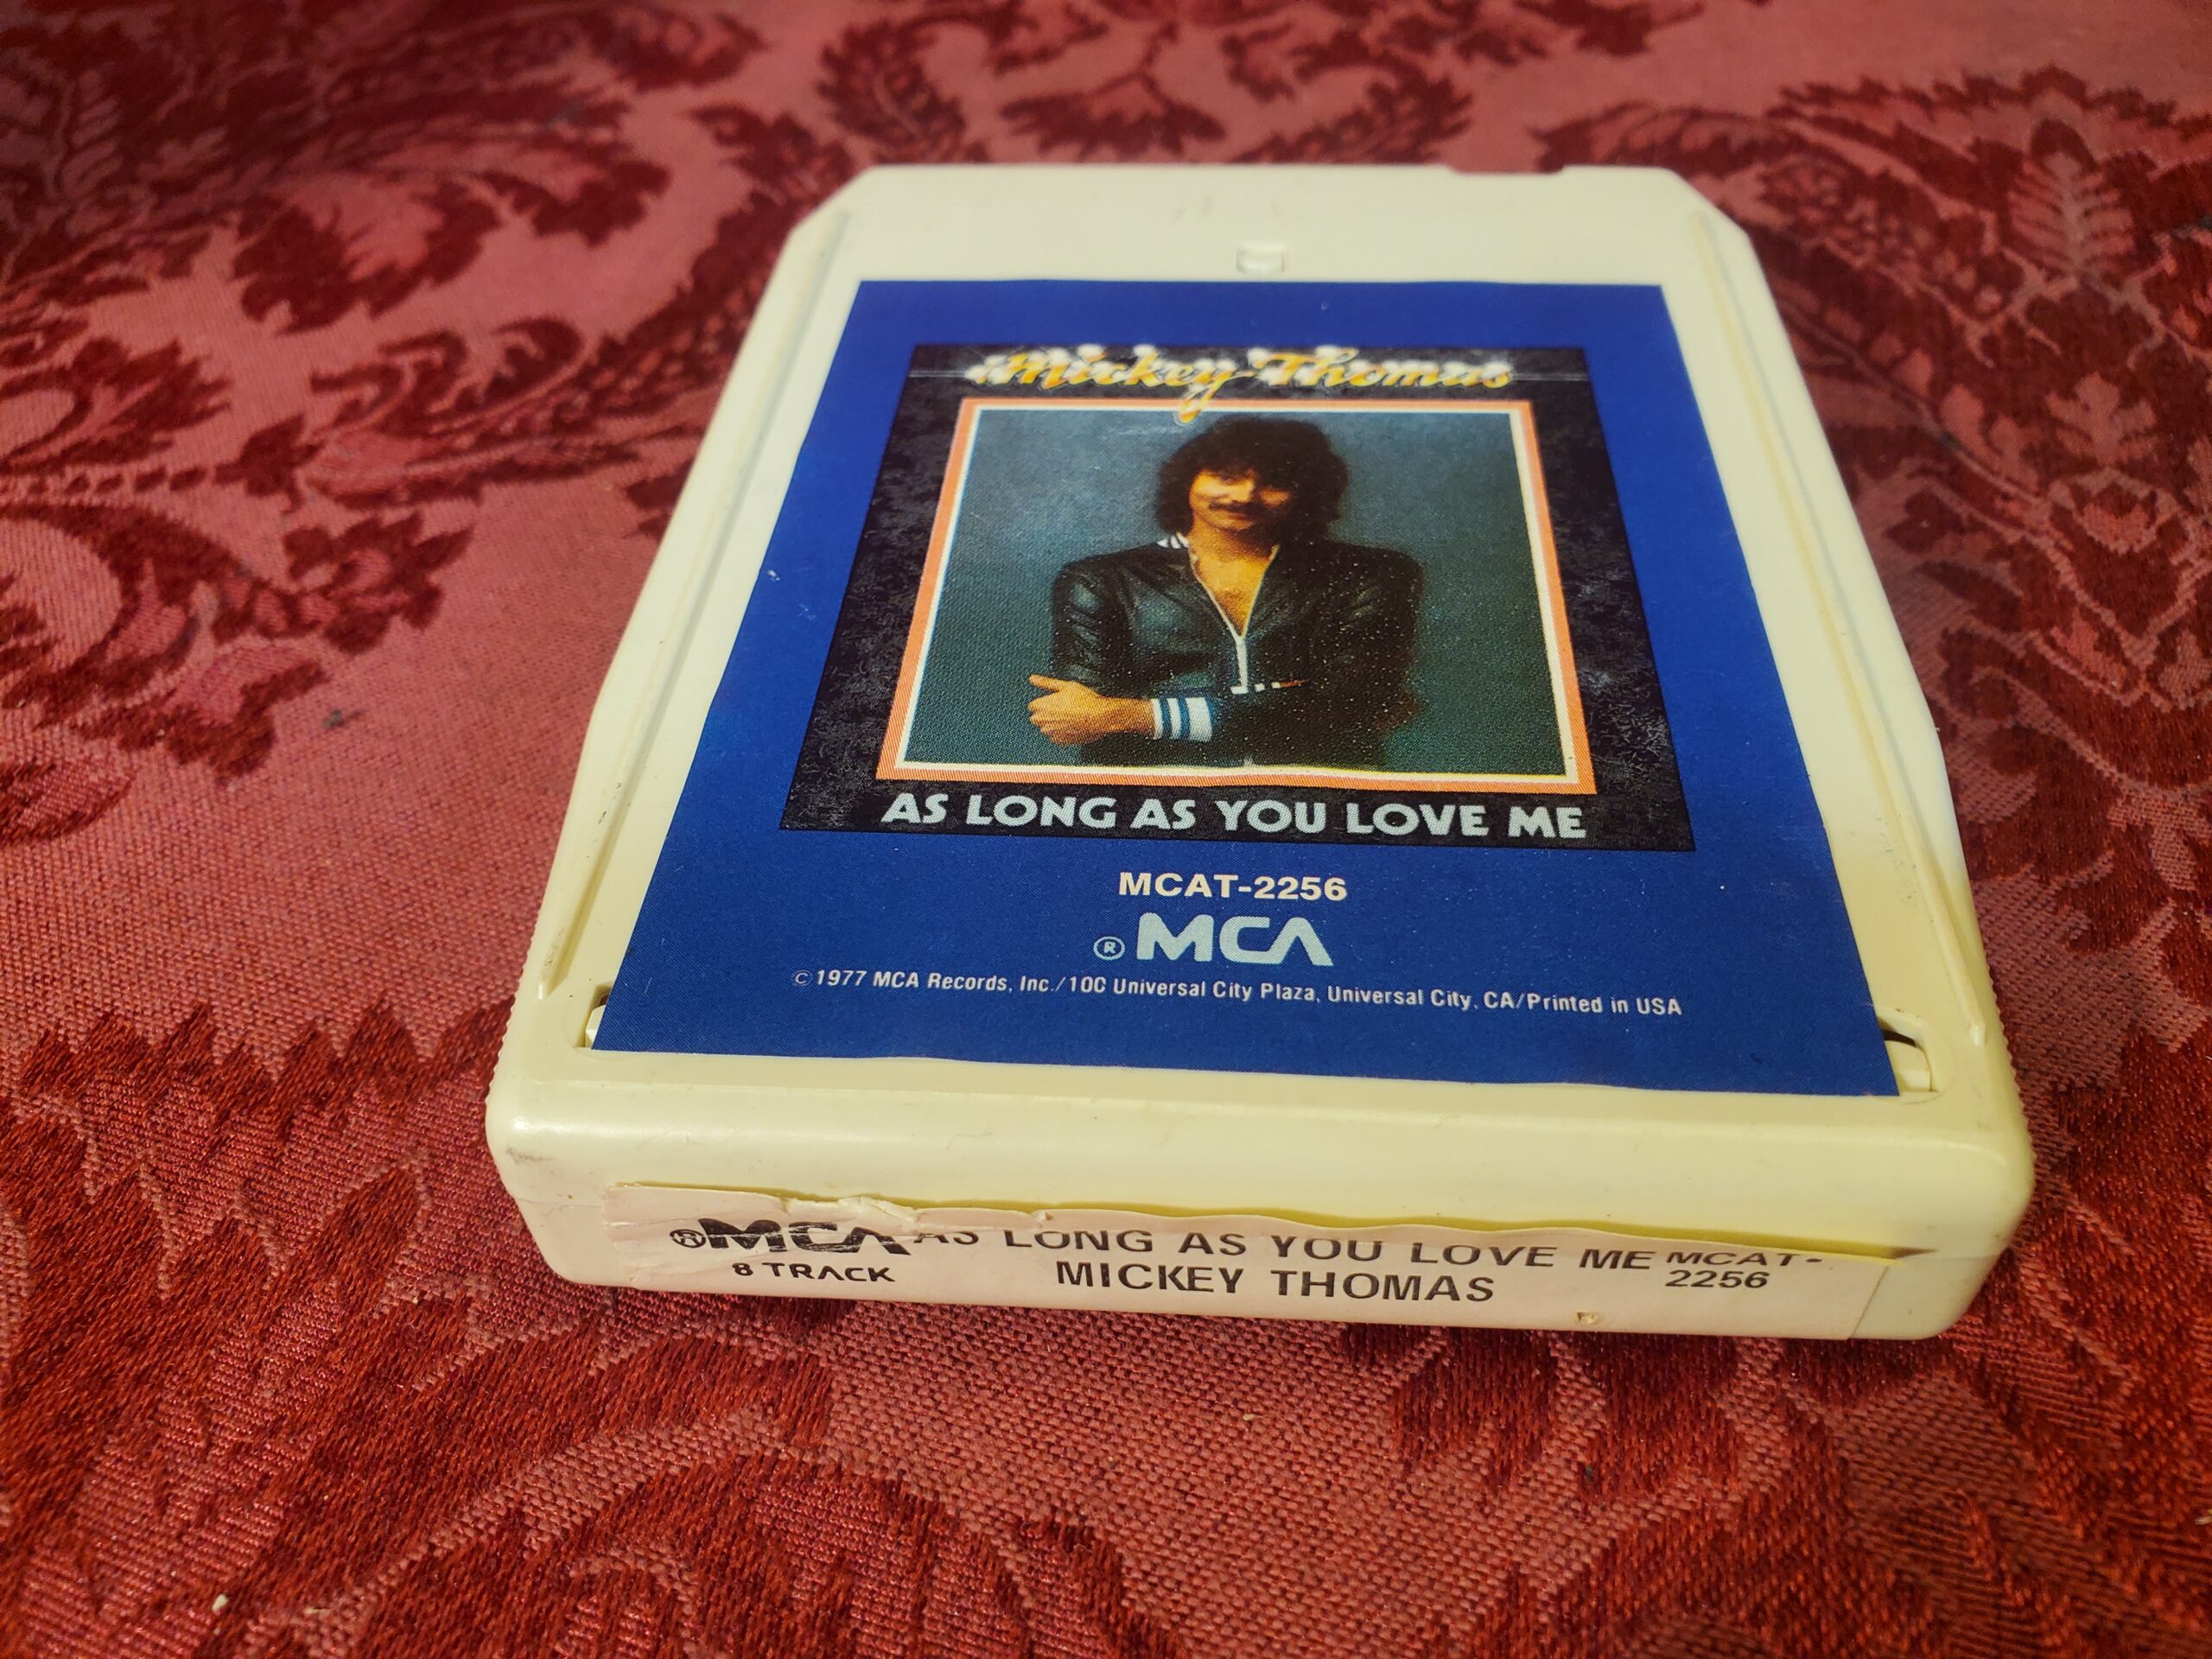 Mickey Thomas
AS LONG AS YOU LOVE ME
MCAT-2256
® MCA
©1977 MCA Records, Inc./100 Universal City Plaza, Universal City, CA/Printed in USA
® MCA AS LONG AS YOU LOVE ME MCAT-
8 TRACK MICKEY THOMAS 2256